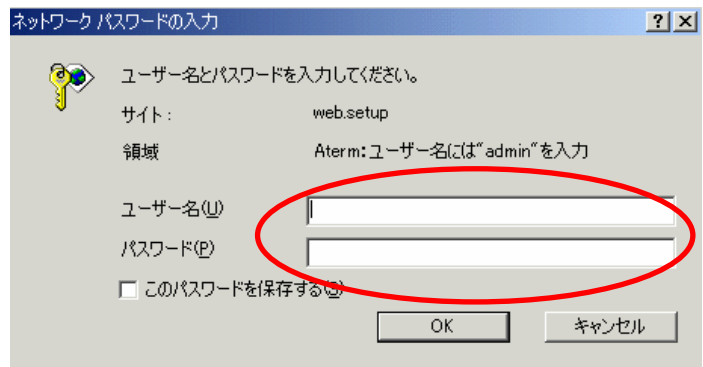 ネットワーク パスワードの入力
ユーザー名とパスワードを入力してください。
サイト: web.setup
領域 Aterm:ユーザー名には"admin"を入力
ユーザー名(U)
パスワード(P)
このパスワードを保存する(S)
OK キャンセル